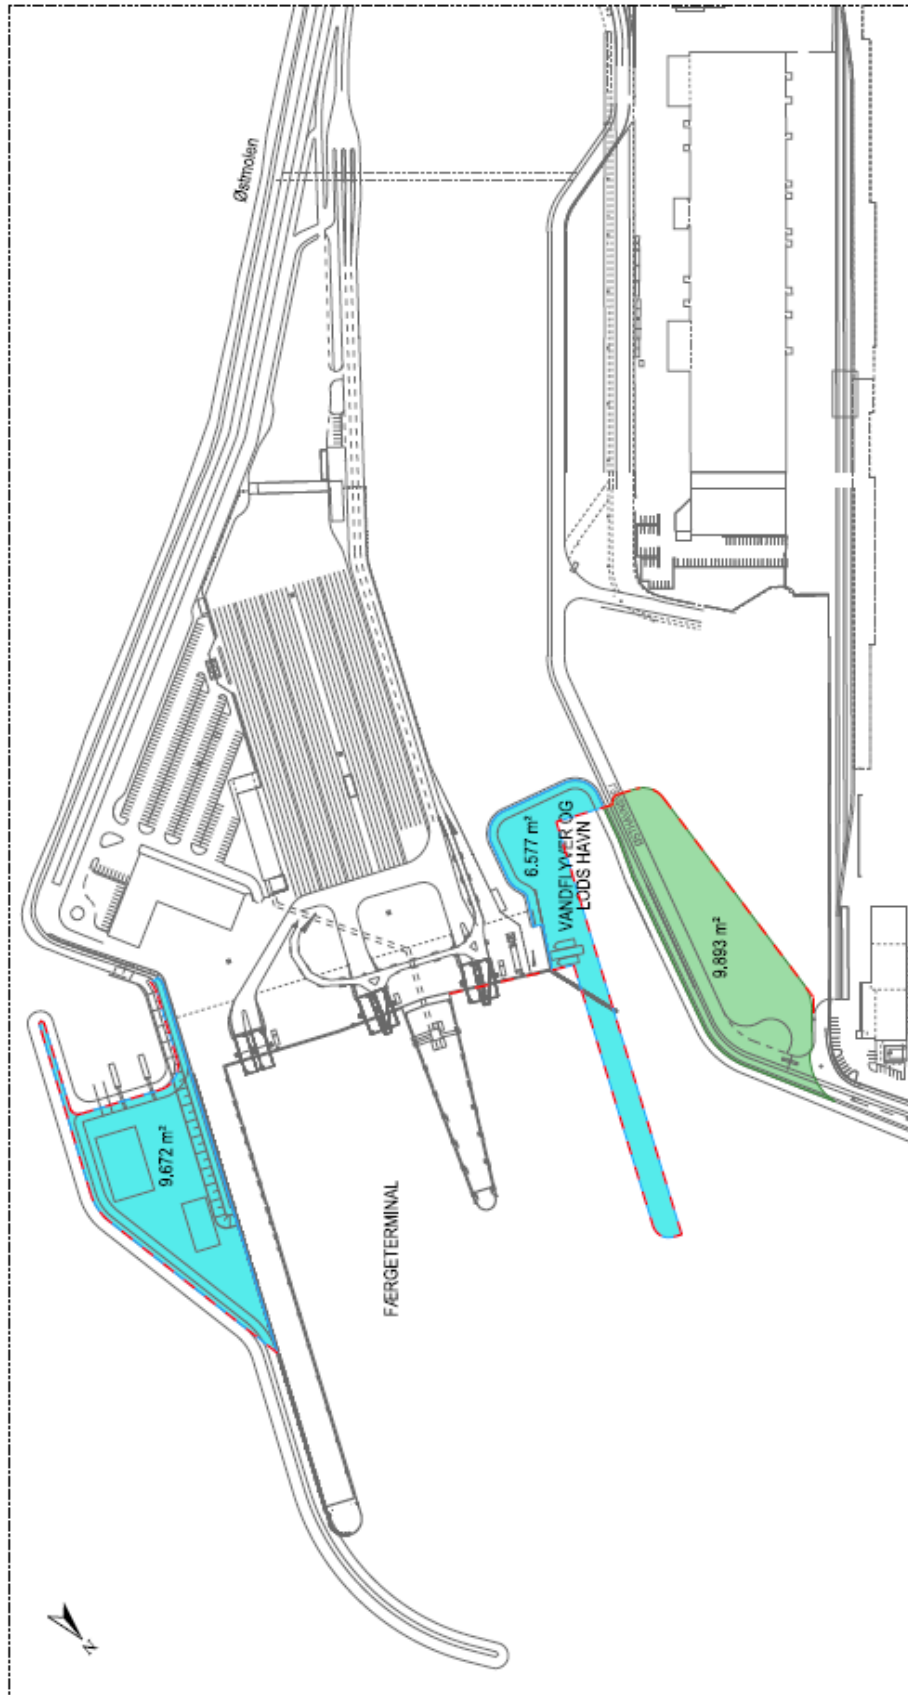 Østmolen
6.577 m²
VANDFLYVER OG
LODS HAVN
9,893 m²
9,672 m²
FÆRGETERMINAL
N